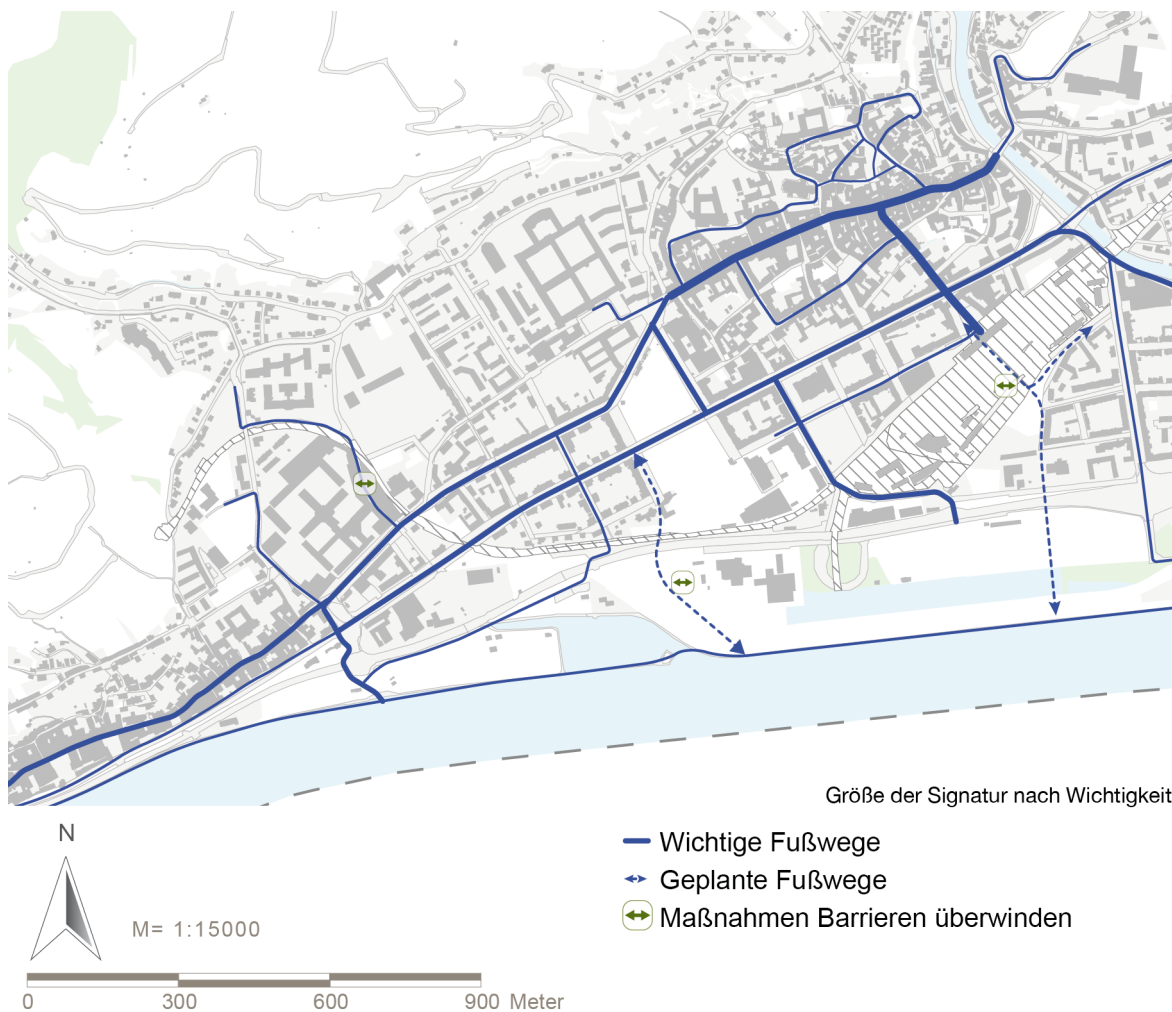 Größe der Signatur nach Wichtigkeit
N
Wichtige Fußwege
Geplante Fußwege
M= 1:15000
Maßnahmen Barrieren überwinden
0 300 600 900 Meter